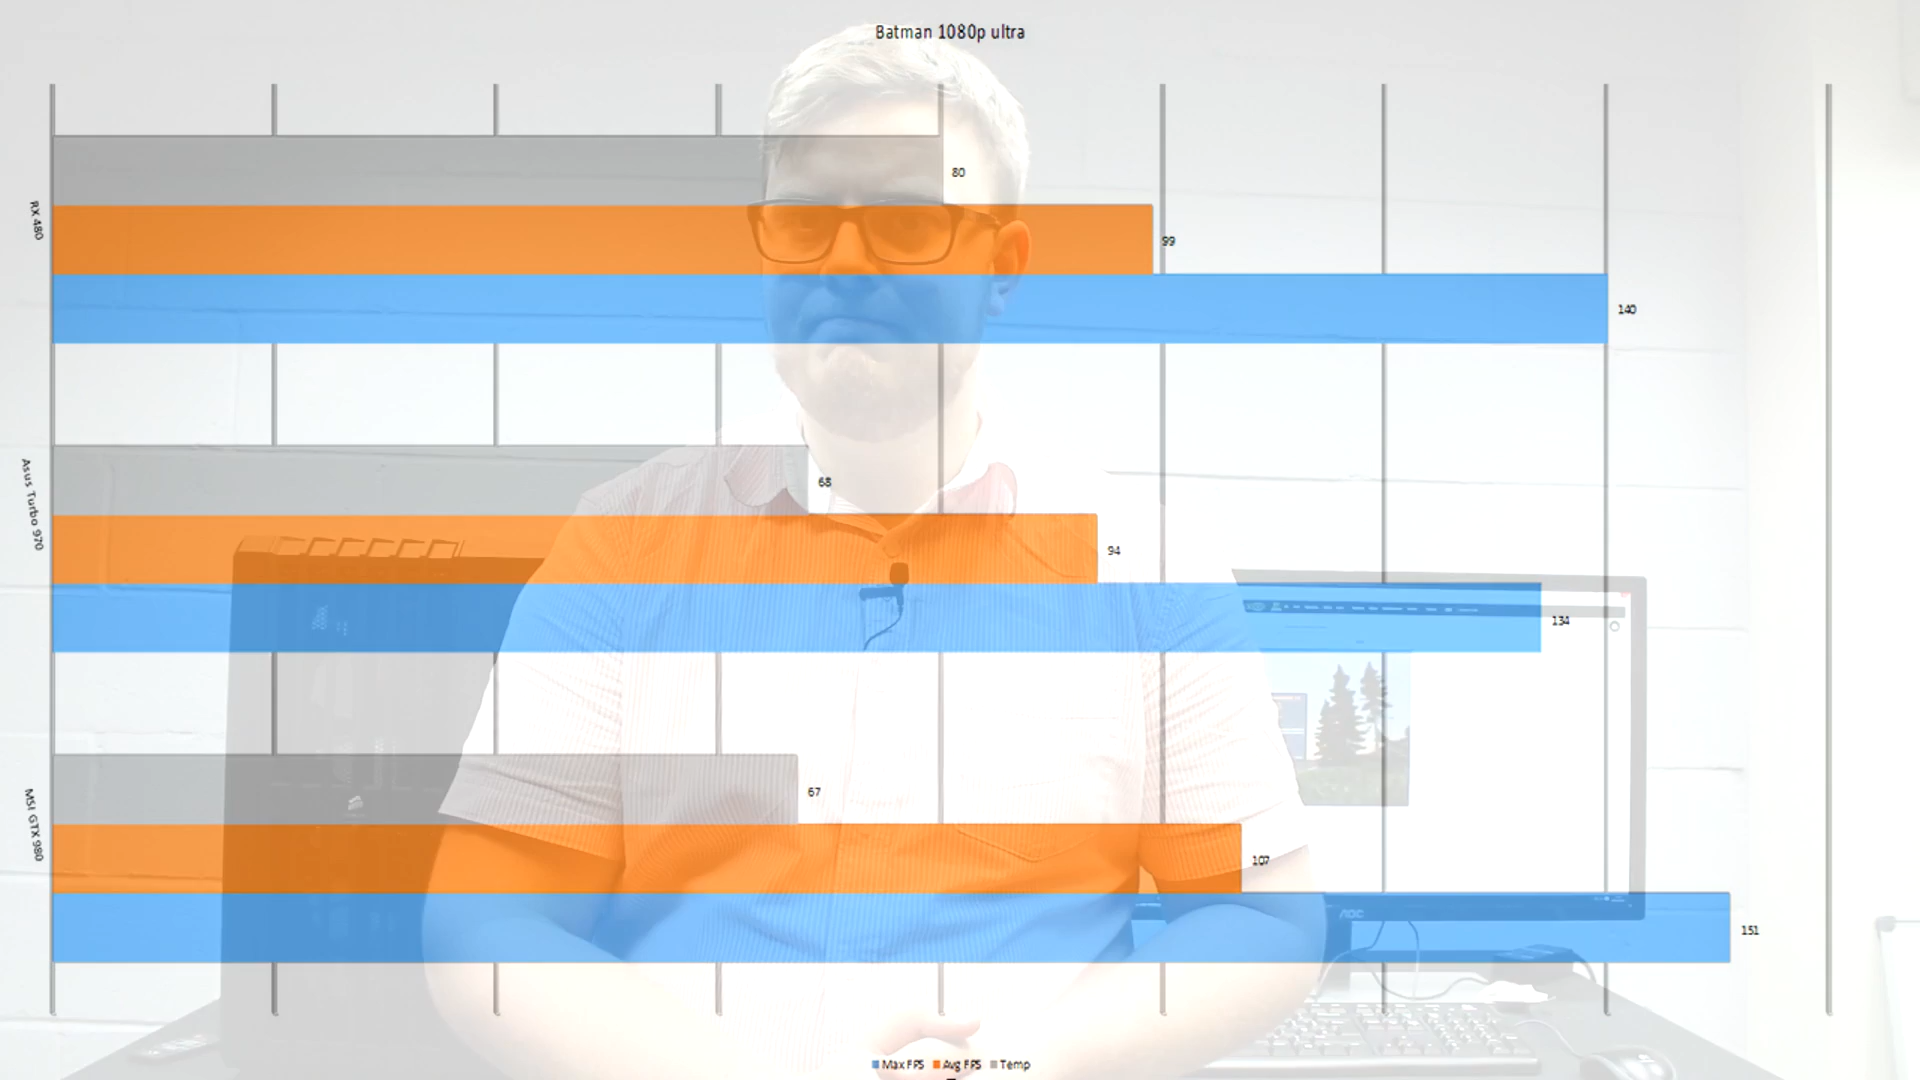 Batman 1080p ultra
RX 480
80
99
140
Asus Turbo 970
68
94
134
MSI GTX 980
67
107
151
AOC
Max FPS Avg FPS Temp